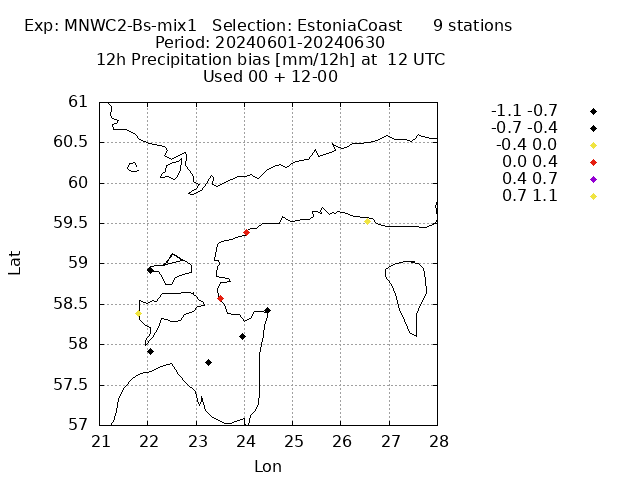 Exp: MNWC2-Bs-mix1   Selection: EstoniaCoast      9 stations
Period: 20240601-20240630
12h Precipitation bias [mm/12h] at  12 UTC
Used 00 + 12-00
-1.1 -0.7
-0.7 -0.4
-0.4 0.0
0.0 0.4
0.4 0.7
0.7 1.1
61
60.5
60
59.5
59
58.5
58
57.5
57
Lat
21 22 23 24 25 26 27 28
Lon